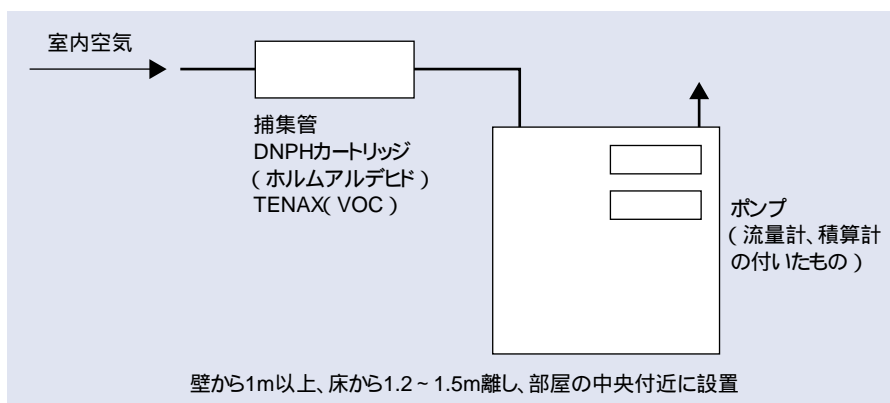 室内空気
捕集管
DNPHカートリッジ
（ホルムアルデヒド）
TENAX（VOC）
ポンプ
（流量計、積算計
の付いたもの）
壁から1m以上、床から1.2～1.5m離し、部屋の中央付近に設置